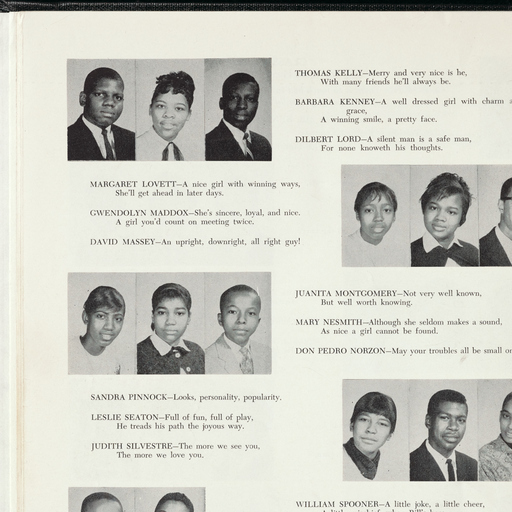 THOMAS KELLY—Merry and very nice is he,
With many friends he'll always be.
BARBARA KENNEY—A well dressed girl with charm
grace,
A winning smile, a pretty face.
DILBERT LORD—A silent man is a safe man,
For none knoweth his thoughts.
MARGARET LOVETT—A nice girl with winning ways,
She'll get ahead in later days.
GWENDOLYN MADDOX—She's sincere, loyal, and nice.
A girl you'd count on meeting twice.
DAVID MASSEY—An upright, downright, all right guy!
JUANITA MONTGOMERY—Not very well known,
But well worth knowing.
MARY NESMITH—Although she seldom makes a sound,
As nice a girl cannot be found.
DON PEDRO NORZON—May your troubles all be small
SANDRA PINNOCK—Looks, personality, popularity.
LESLIE SEATON—Full of fun, full of play,
He treads his path the joyous way.
JUDITH SILVESTRE—The more we see you,
The more we love you.
WILLIAM SPOONER—A little joke, a little cheer,